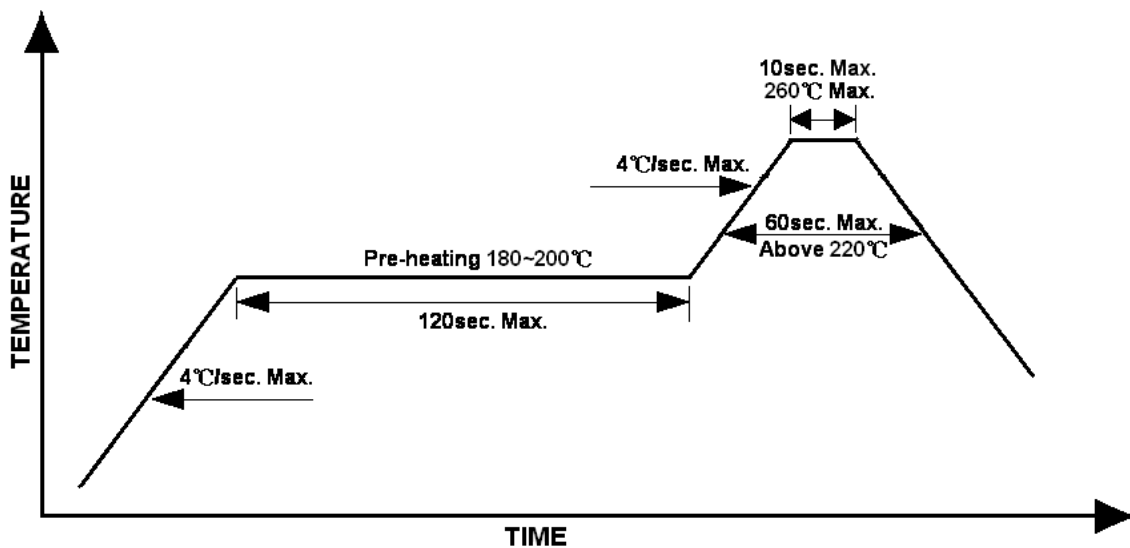 10sec. Max.
260℃ Max.
4℃/sec. Max.
60sec. Max.
Above 220℃
Pre-heating 180~200℃
120sec. Max.
4℃/sec. Max.
TEMPERATURE
TIME